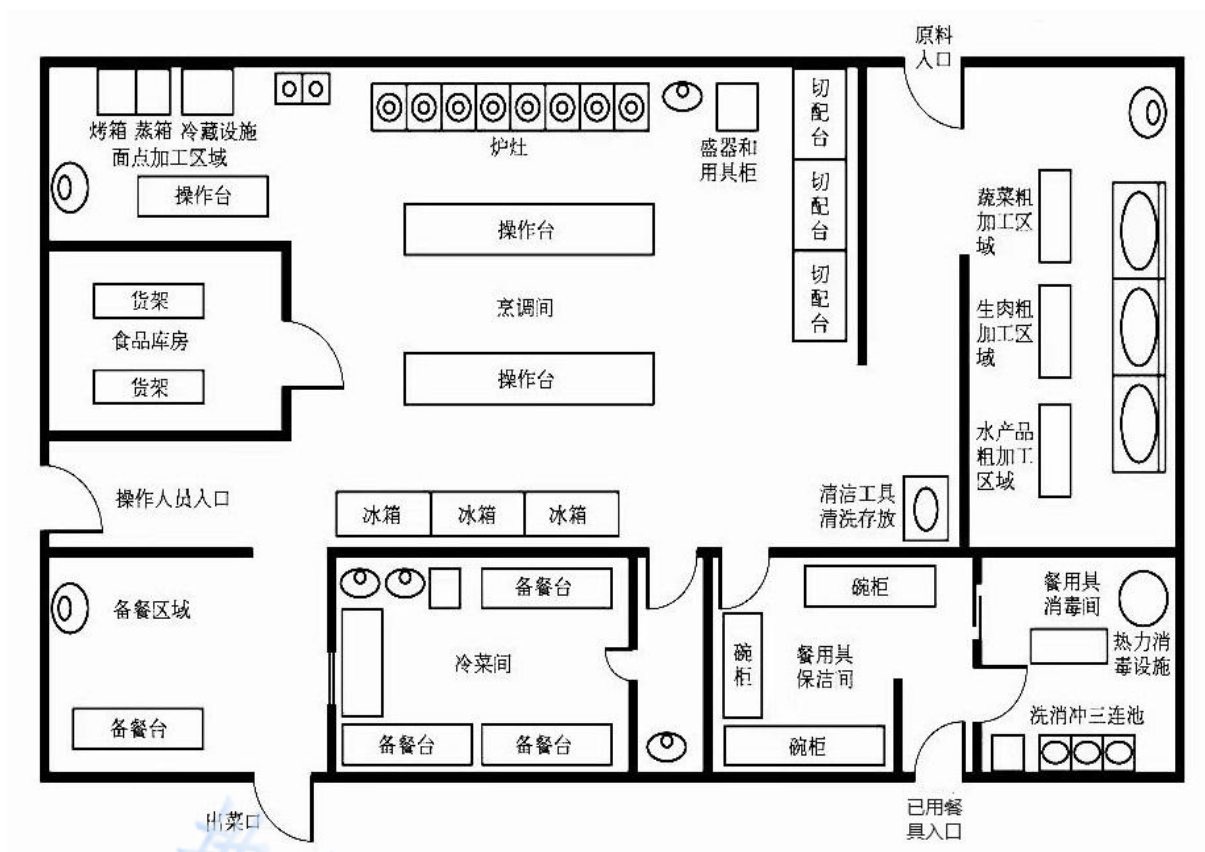 原料
入口
烤箱 蒸箱 冷藏设施
面点加工区域
操作台
炉灶
盛器和
用具柜
切配台
切配台
切配台
操作台
烹调间
操作台
货架
食品库房
货架
蔬菜粗
加工区
域
生肉粗
加工区
域
水产品
粗加工
区域
操作人员入口
冰箱 冰箱 冰箱
清洁工具
清洗存放
备餐区域
备餐台
出菜口
备餐台
冷菜间
备餐台 备餐台
碗柜
碗柜
餐用具
保洁间
碗柜
餐用具
消毒间
热力消
毒设施
洗消冲三连池
已用餐
具入口